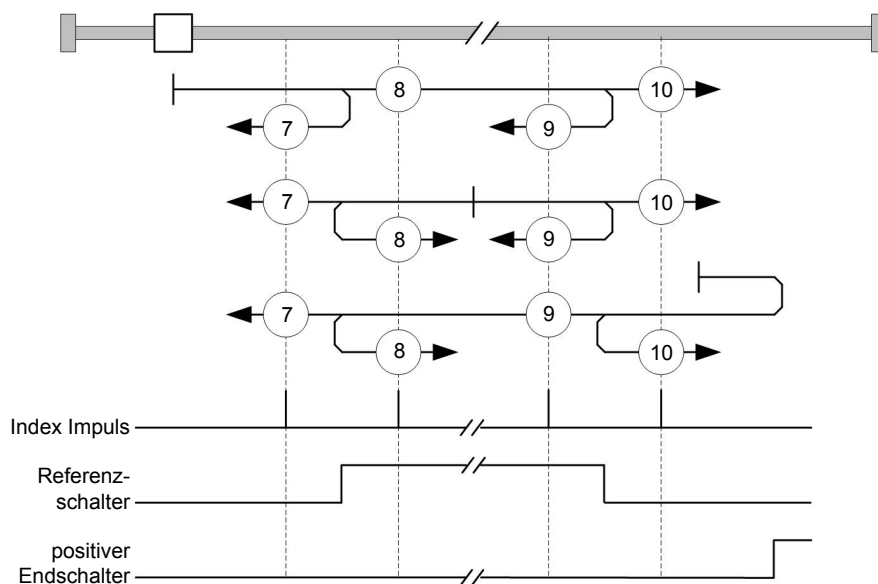 8
10
7
9
7
10
8
9
7
9
8
10
Index Impuls
Referenz-
schalter
positiver
Endschalter